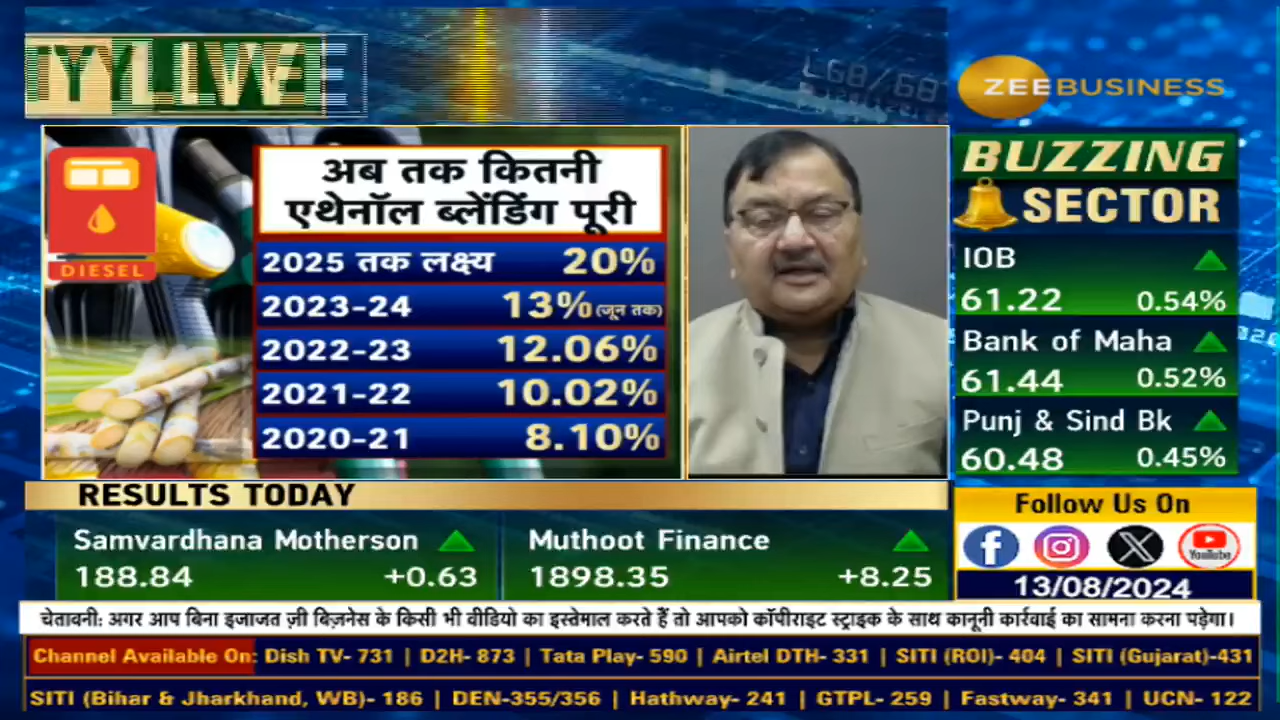 ZEEBUSINESS
अब तक कितनी
एथेनॉल ब्लेंडिंग पूरी
DIESEL
2025 तक लक्ष्य 20%
2023-24 13% (जून तक)
2022-23 12.06%
2021-22 10.02%
2020-21 8.10%
BUZZING
SECTOR
IOB
61.22 0.54%
Bank of Maha
61.44 0.52%
Punj & Sind Bk
60.48 0.45%
RESULTS TODAY
Samvardhana Motherson
188.84 +0.63
Muthoot Finance
1898.35 +8.25
Follow Us On
YouTube
13/08/2024
चेतावनी: अगर आप बिना इजाजत ज़ी बिज़नेस के किसी भी वीडियो का इस्तेमाल करते हैं तो आपको कॉपीराइट स्ट्राइक के साथ कानूनी कार्रवाई का सामना करना पड़ेगा।
Channel Available On: Dish TV- 731 | D2H- 873 | Tata Play- 590 | Airtel DTH- 331 | SITI (ROI)- 404 | SITI (Gujarat)-431
SITI (Bihar & Jharkhand, WB)- 186 | DEN-355/356 | Hathway- 241 | GTPL- 259 | Fastway- 341 | UCN- 122